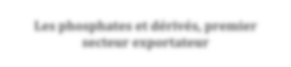 Les phosphates et dérivés, premier
secteur exportateur